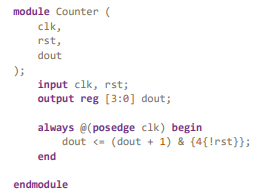 module Counter (
    clk,
    rst,
    dout
);
    input clk, rst;
    output reg [3:0] dout;
    always @(posedge clk) begin
        dout <= (dout + 1) & {4{!rst}};
    end
endmodule